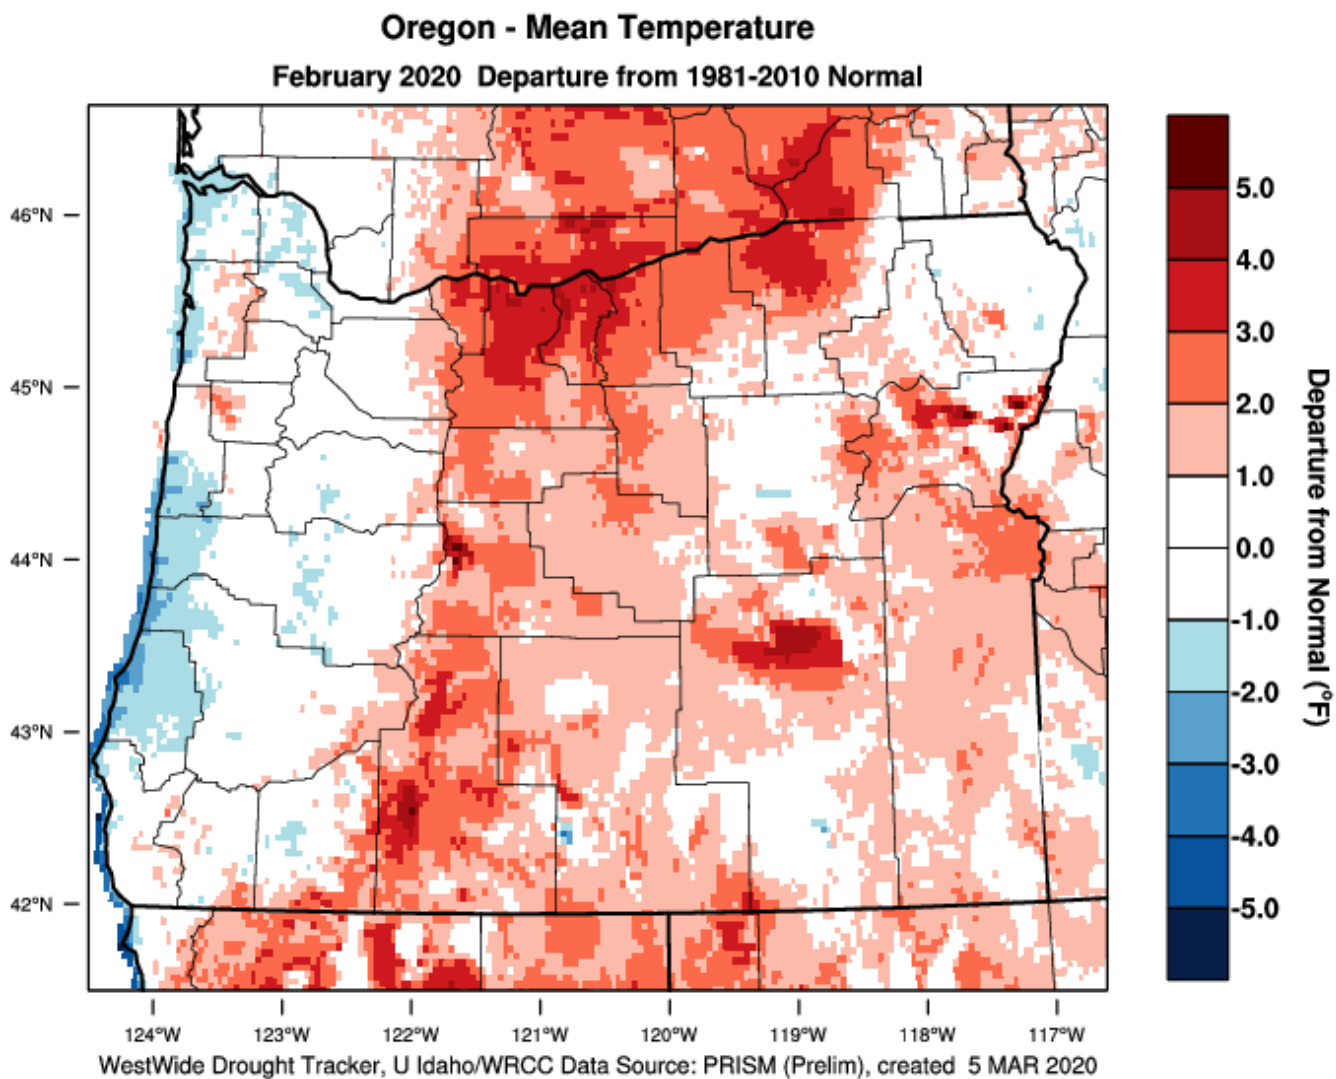 Oregon - Mean Temperature
February 2020 Departure from 1981-2010 Normal
46°N
45°N
44°N
43°N
42°N
124°W 123°W 122°W 121°W 120°W 119°W 118°W 117°W
5.0
4.0
3.0
2.0
1.0
0.0
-1.0
-2.0
-3.0
-4.0
-5.0
Departure from Normal (°F)
WestWide Drought Tracker, U Idaho/WRCC Data Source: PRISM (Prelim), created 5 MAR 2020